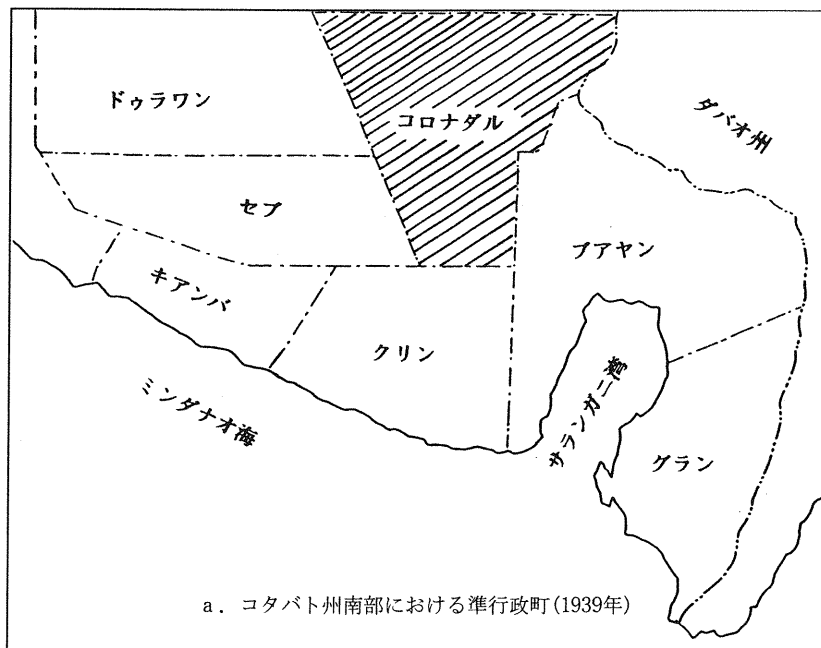 ドゥラワン
コロナダル
ダバオ州
セブ
ブアヤン
キアンバ
クリン
サランガニ湾
ミンダナオ海
グラン
a. コタバト州南部における準行政町(1939年)